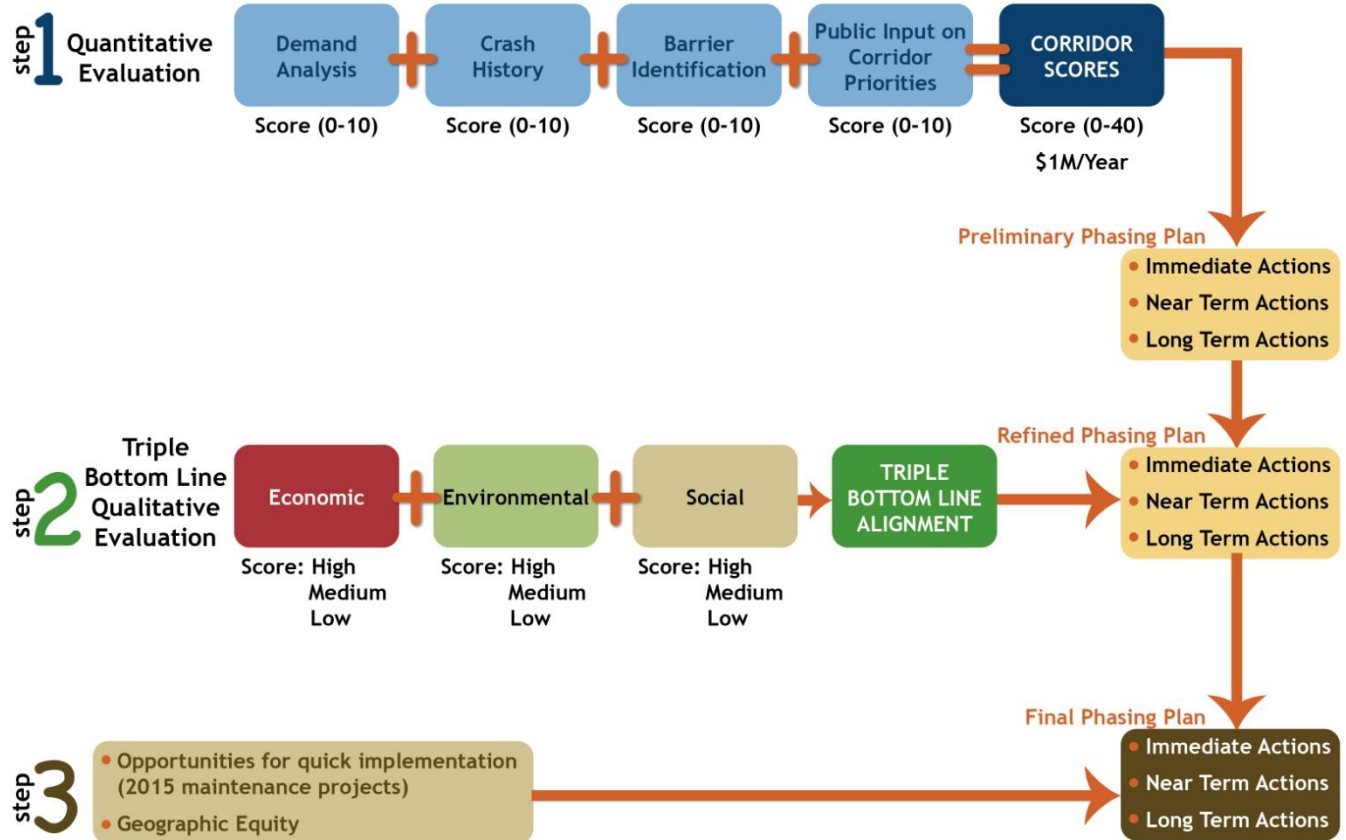 step 1
Quantitative
Evaluation
Demand
Analysis
+
Crash
History
+
Barrier
Identification
+
Public Input on
Corridor
Priorities
=
CORRIDOR
SCORES
Score (0-10)
Score (0-10)
Score (0-10)
Score (0-10)
Score (0-40)
$1M/Year
Preliminary Phasing Plan
• Immediate Actions
• Near Term Actions
• Long Term Actions
step 2
Triple
Bottom Line
Qualitative
Evaluation
Economic
+
Environmental
+
Social
TRIPLE
BOTTOM LINE
ALIGNMENT
Score: High
Medium
Low
Score: High
Medium
Low
Score: High
Medium
Low
Refined Phasing Plan
• Immediate Actions
• Near Term Actions
• Long Term Actions
step 3
• Opportunities for quick implementation
(2015 maintenance projects)
• Geographic Equity
Final Phasing Plan
• Immediate Actions
• Near Term Actions
• Long Term Actions